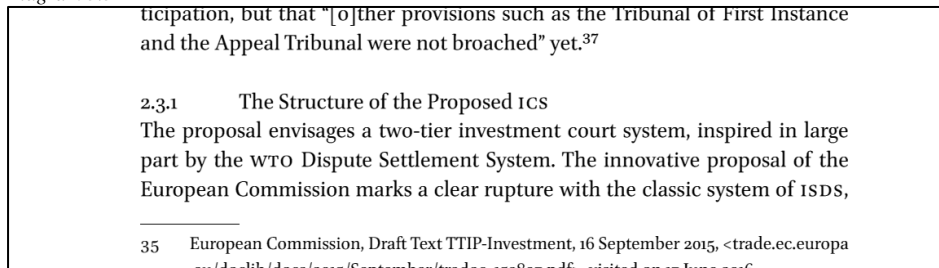 ticipation, but that “[o]ther provisions such as the Tribunal of First Instance
and the Appeal Tribunal were not broached” yet.37
2.3.1 The Structure of the Proposed ICS
The proposal envisages a two-tier investment court system, inspired in large
part by the WTO Dispute Settlement System. The innovative proposal of the
European Commission marks a clear rupture with the classic system of ISDS,
35 European Commission, Draft Text TTIP-Investment, 16 September 2015, <trade.ec.europa